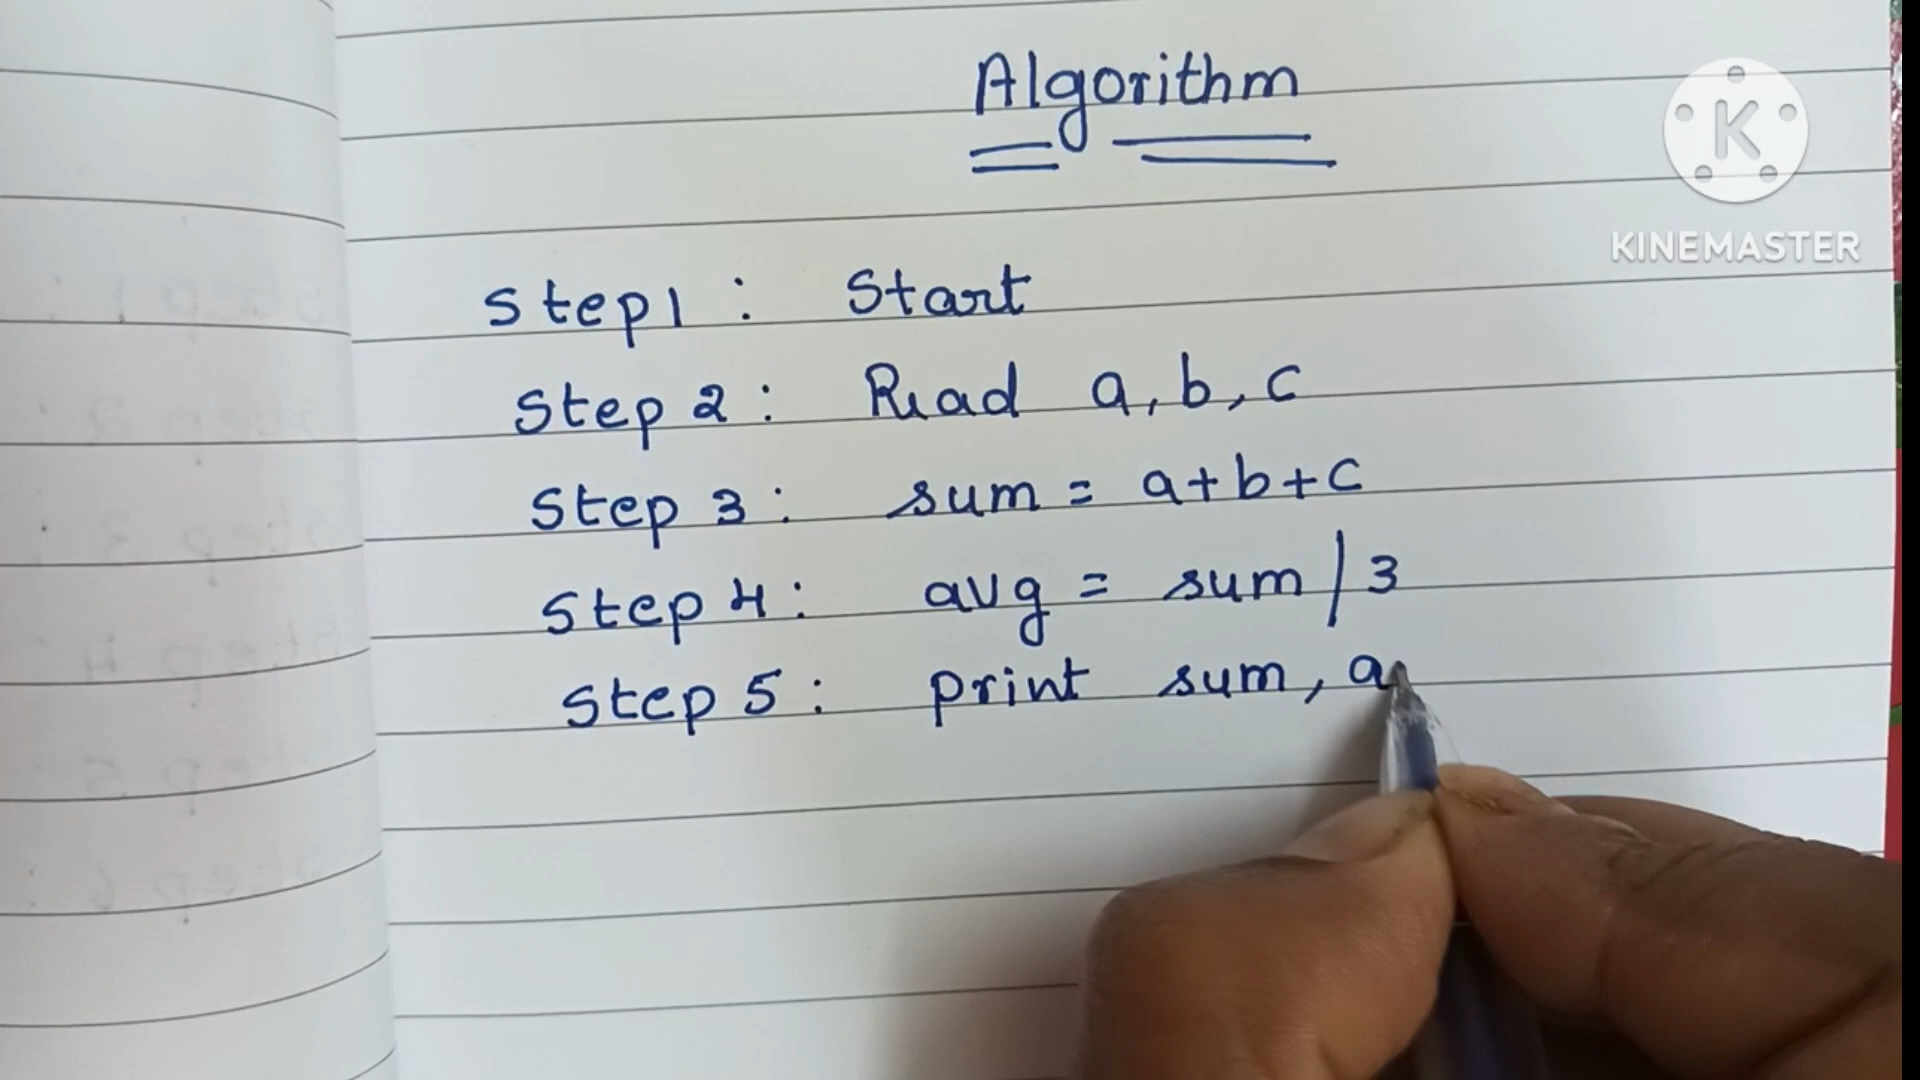 Algorithm
K
KINEMASTER
Step1 : Start
Step 2 : Read a, b, c
Step 3 : sum = a+b+c
Step 4 : avg = sum / 3
Step 5 : print sum, a